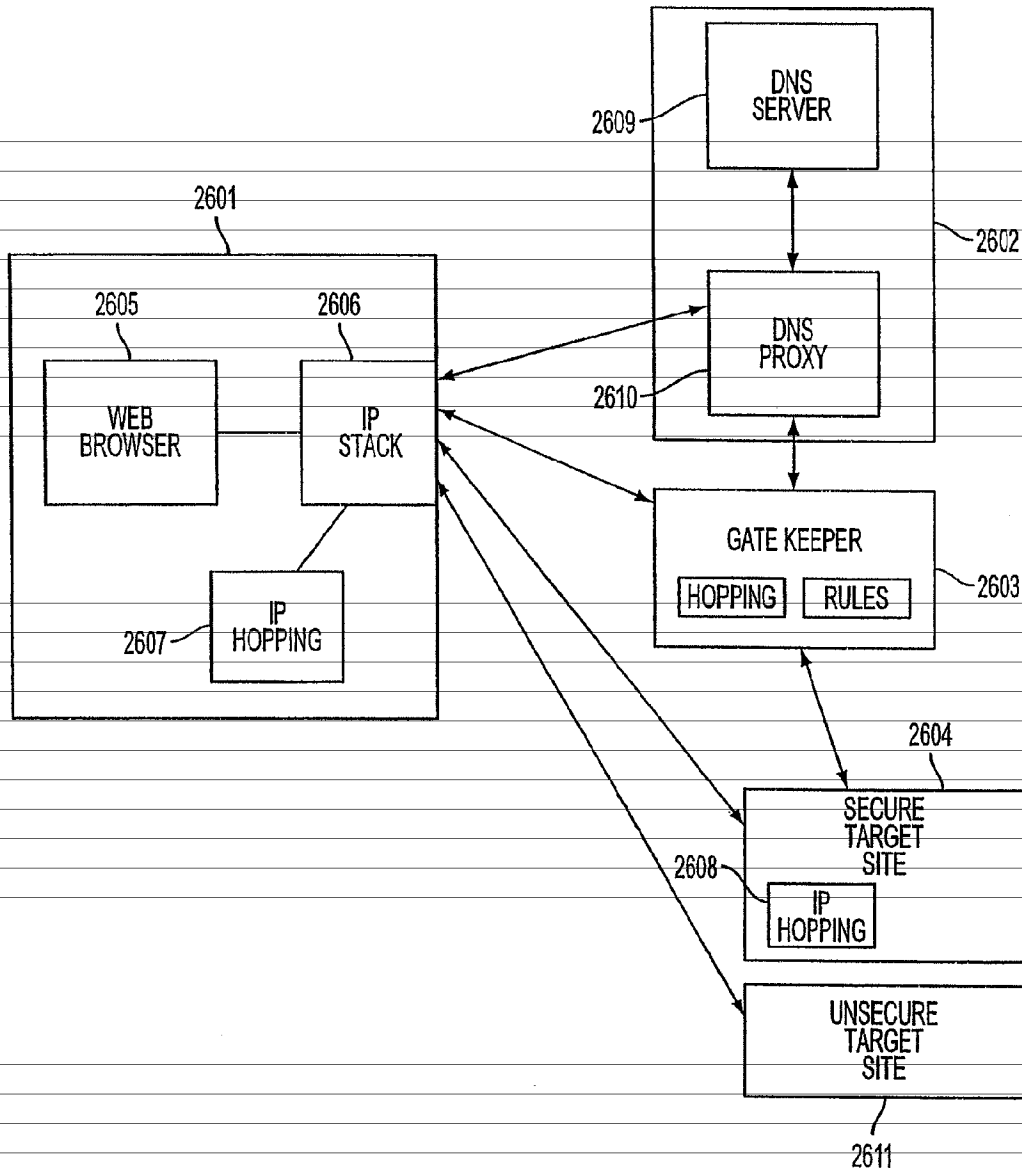 DNS
SERVER
2609
2601
2602
2605
2606
DNS
PROXY
2610
WEB
BROWSER
IP
STACK
GATE KEEPER
HOPPING
RULES
2603
IP
HOPPING
2607
2604
SECURE
TARGET
SITE
2608
IP
HOPPING
UNSECURE
TARGET
SITE
2611